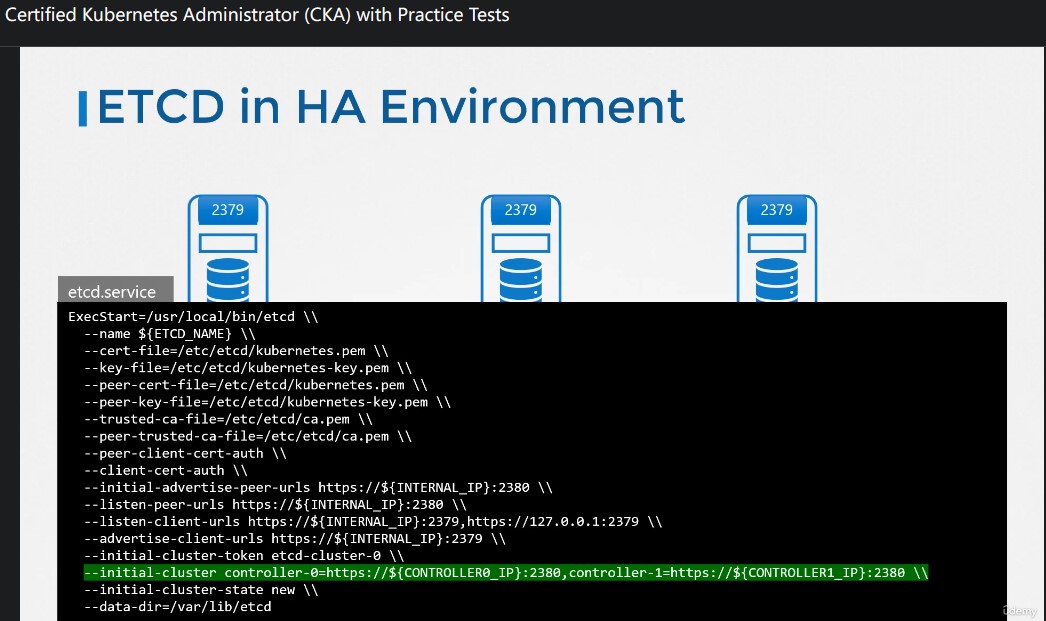 Certified Kubernetes Administrator (CKA) with Practice Tests
ETCD in HA Environment
2379
2379
2379
etcd.service
ExecStart=/usr/local/bin/etcd \\
--name ${ETCD_NAME} \\
--cert-file=/etc/etcd/kubernetes.pem \\
--key-file=/etc/etcd/kubernetes-key.pem \\
--peer-cert-file=/etc/etcd/kubernetes.pem \\
--peer-key-file=/etc/etcd/kubernetes-key.pem \\
--trusted-ca-file=/etc/etcd/ca.pem \\
--peer-trusted-ca-file=/etc/etcd/ca.pem \\
--peer-client-cert-auth \\
--client-cert-auth \\
--initial-advertise-peer-urls https://${INTERNAL_IP}:2380 \\
--listen-peer-urls https://${INTERNAL_IP}:2380 \\
--listen-client-urls https://${INTERNAL_IP}:2379,https://127.0.0.1:2379 \\
--advertise-client-urls https://${INTERNAL_IP}:2379 \\
--initial-cluster-token etcd-cluster-0 \\
--initial-cluster controller-0=https://${CONTROLLER0_IP}:2380,controller-1=https://${CONTROLLER1_IP}:2380 \\
--initial-cluster-state new \\
--data-dir=/var/lib/etcd
ûdemy